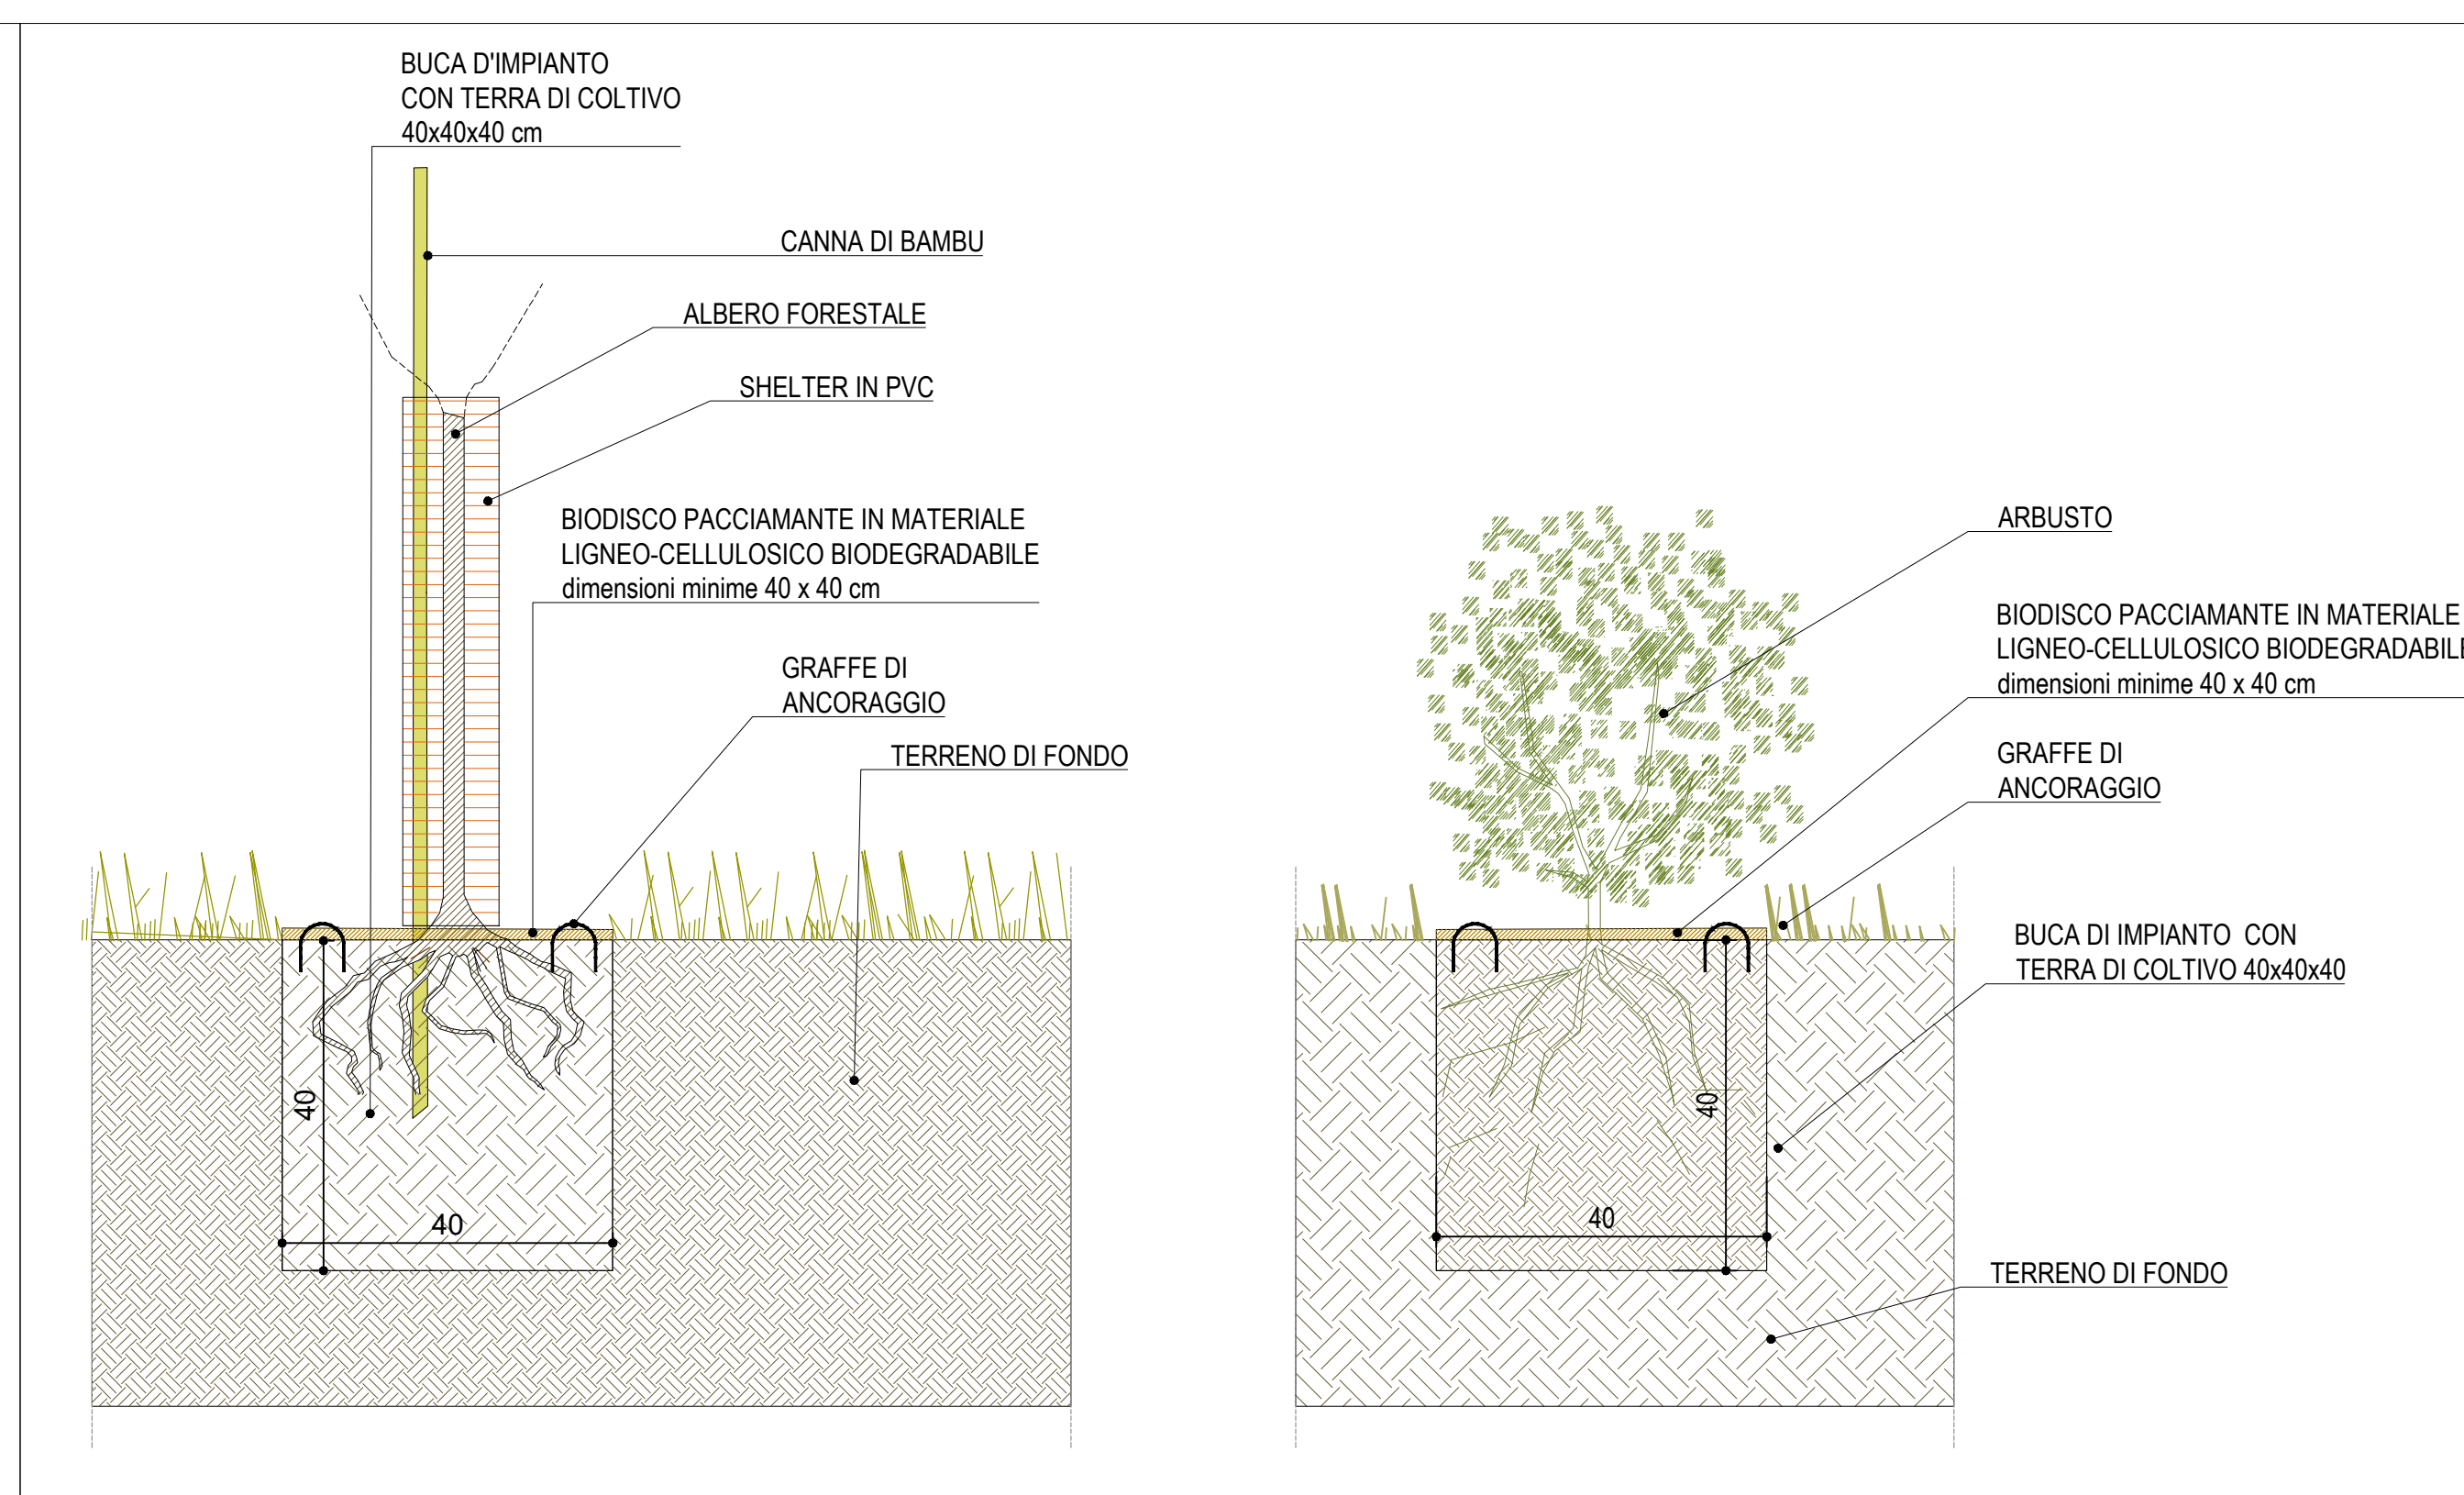 BUCA D'IMPIANTO
CON TERRA DI COLTIVO
40x40x40 cm
CANNA DI BAMBU
ALBERO FORESTALE
SHELTER IN PVC
BIODISCO PACCIAMANTE IN MATERIALE
LIGNEO-CELLULOSICO BIODEGRADABILE
dimensioni minime 40 x 40 cm
GRAFFE DI
ANCORAGGIO
TERRENO DI FONDO
40
40
ARBUSTO
BIODISCO PACCIAMANTE IN MATERIALE
LIGNEO-CELLULOSICO BIODEGRADABILE
dimensioni minime 40 x 40 cm
GRAFFE DI
ANCORAGGIO
BUCA DI IMPIANTO CON
TERRA DI COLTIVO 40x40x40
40
40
TERRENO DI FONDO